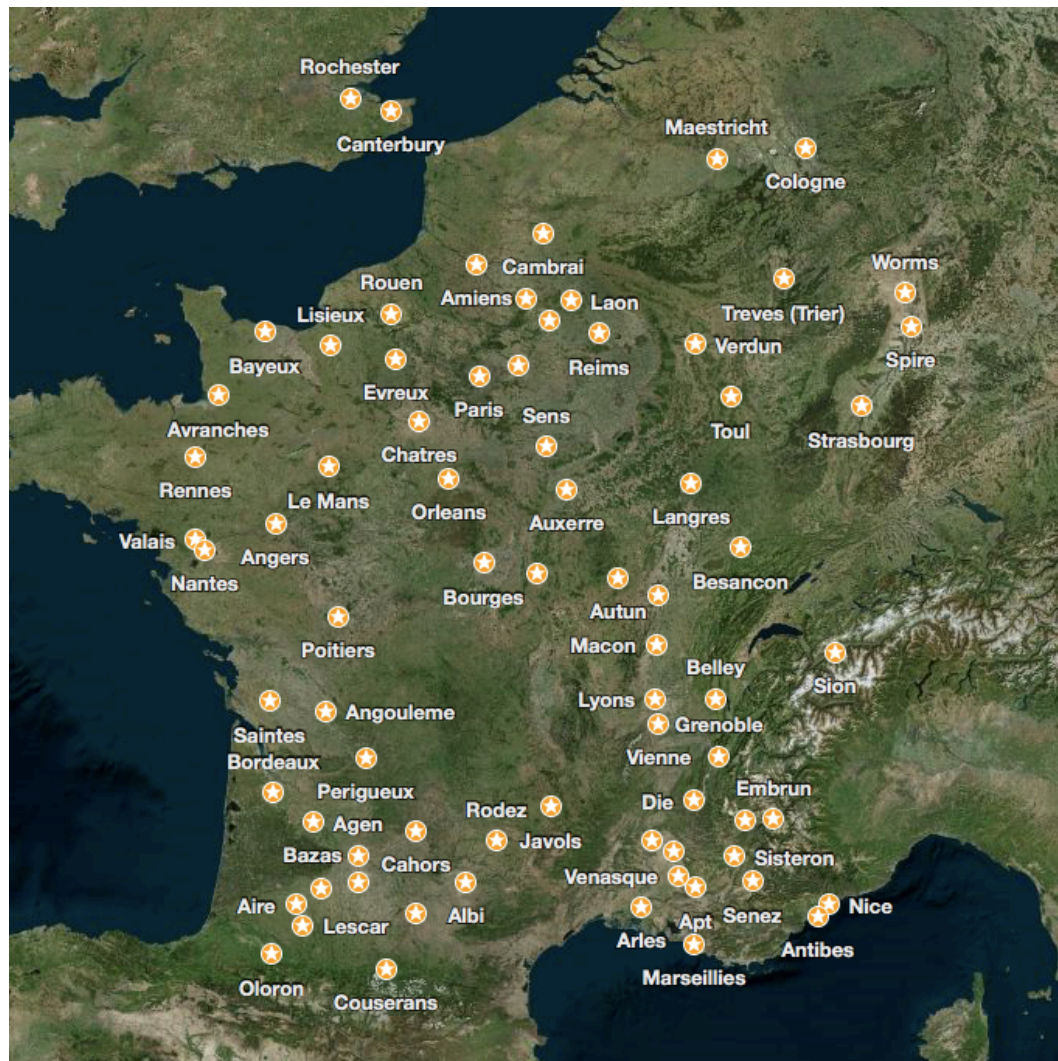 Rochester
Canterbury
Maestricht
Cologne
Cambrai
Rouen
Amiens
Laon
Worms
Lisieux
Treves (Trier)
Bayeux
Reims
Verdun
Spire
Evreux
Paris
Sens
Avranches
Toul
Strasbourg
Chatres
Rennes
Le Mans
Orleans
Auxerre
Langres
Valais
Angers
Nantes
Besancon
Bourges
Autun
Poitiers
Macon
Belley
Sion
Lyons
Angouleme
Grenoble
Saintes
Vienne
Bordeaux
Perigueux
Embrun
Die
Rodez
Agen
Javols
Bazas
Cahors
Sisteron
Venasque
Aire
Albi
Lescar
Apt
Senez
Nice
Arles
Antibes
Marseillies
Oloron
Couserans